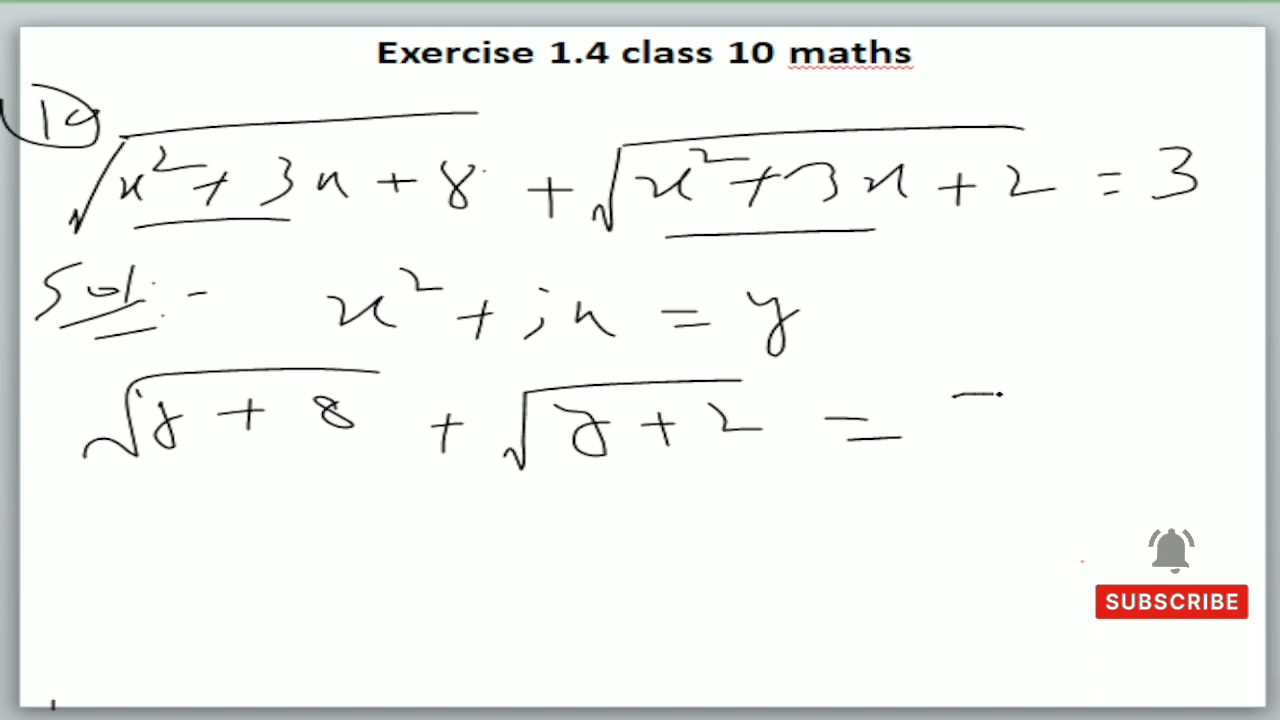 Exercise 1.4 class 10 maths
10
√(x² + 3x + 8) + √(x² + 3x + 2) = 3
Sol:-
x² + 3x = y
√(y + 8) + √(y + 2) =
SUBSCRIBE